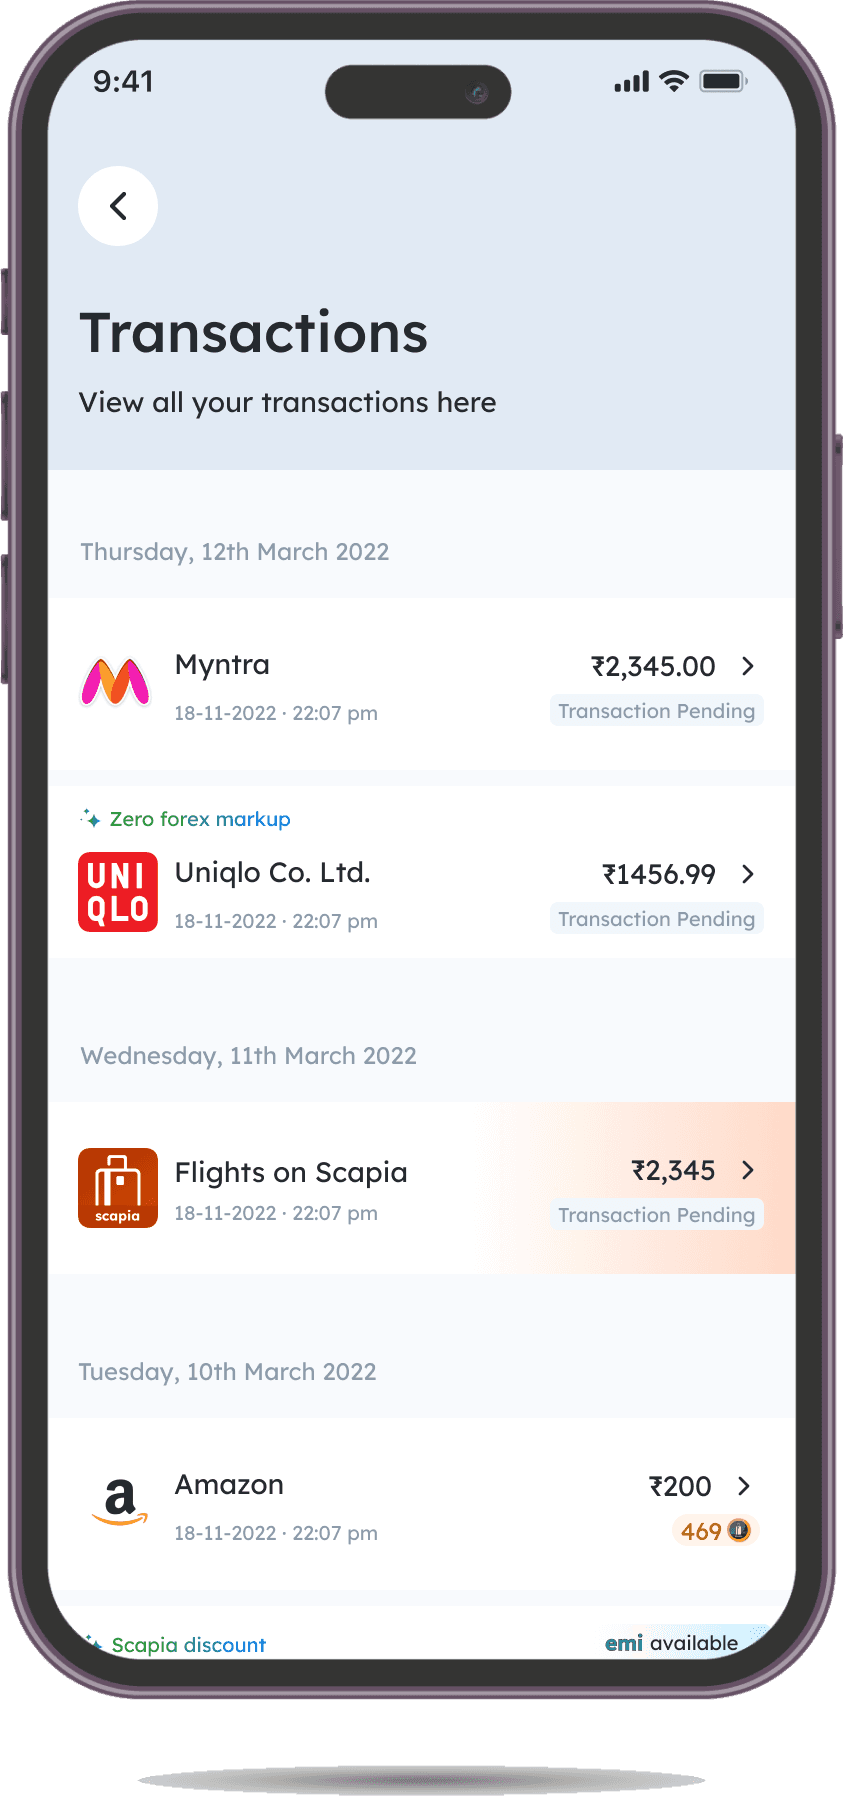 9:41
Transactions
View all your transactions here
Thursday, 12th March 2022
Myntra
₹2,345.00
18-11-2022 · 22:07 pm
Transaction Pending
Zero forex markup
UNI
QLO
Uniqlo Co. Ltd.
₹1456.99
18-11-2022 · 22:07 pm
Transaction Pending
Wednesday, 11th March 2022
scapia
Flights on Scapia
₹2,345
18-11-2022 · 22:07 pm
Transaction Pending
Tuesday, 10th March 2022
a
Amazon
₹200
18-11-2022 · 22:07 pm
469
Scapia discount
emi available